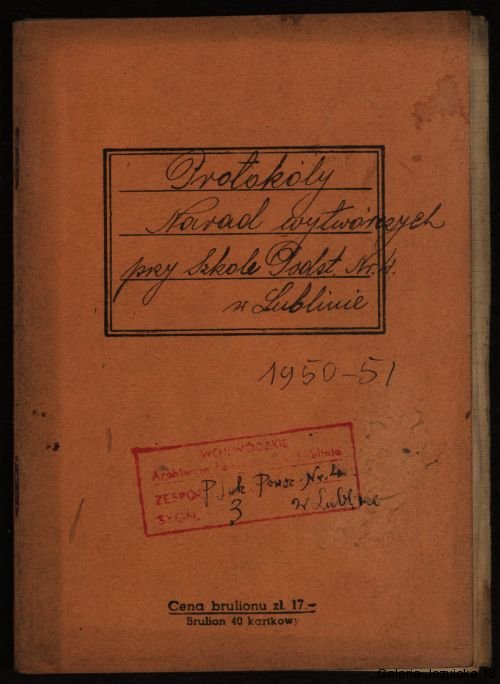 Protokóły
Narad wytwórczych
przy Szkole Podst. Nr. 4.
w Lublinie
1950-51
WOJEWÓDZKIE
Archiwum
ZESPÓŁ Szk. Powsz. Nr. 4
w Lublinie
SYGN. 3
Cena brulionu zł. 17.-
Brulion 40 kartkowy